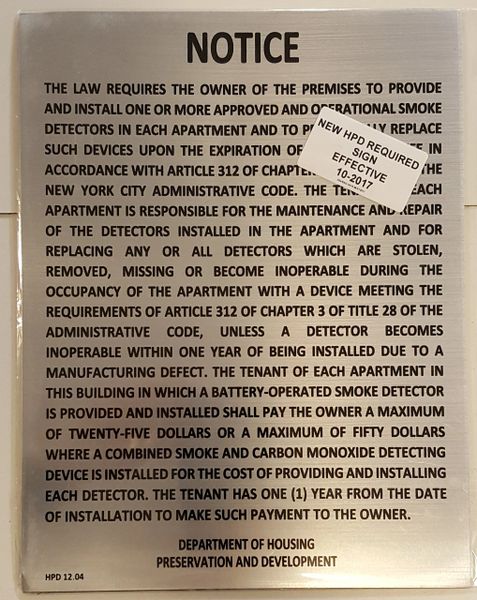 NOTICE
THE LAW REQUIRES THE OWNER OF THE PREMISES TO PROVIDE
AND INSTALL ONE OR MORE APPROVED AND OPERATIONAL SMOKE
DETECTORS IN EACH APARTMENT AND TO P LLY REPLACE
SUCH DEVICES UPON THE EXPIRATION OF E IN
ACCORDANCE WITH ARTICLE 312 OF CHAPTER THE
NEW YORK CITY ADMINISTRATIVE CODE. THE TEN EACH
APARTMENT IS RESPONSIBLE FOR THE MAINTENANCE AND REPAIR
OF THE DETECTORS INSTALLED IN THE APARTMENT AND FOR
REPLACING ANY OR ALL DETECTORS WHICH ARE STOLEN,
REMOVED, MISSING OR BECOME INOPERABLE DURING THE
OCCUPANCY OF THE APARTMENT WITH A DEVICE MEETING THE
REQUIREMENTS OF ARTICLE 312 OF CHAPTER 3 OF TITLE 28 OF THE
ADMINISTRATIVE CODE, UNLESS A DETECTOR BECOMES
INOPERABLE WITHIN ONE YEAR OF BEING INSTALLED DUE TO A
MANUFACTURING DEFECT. THE TENANT OF EACH APARTMENT IN
THIS BUILDING IN WHICH A BATTERY-OPERATED SMOKE DETECTOR
IS PROVIDED AND INSTALLED SHALL PAY THE OWNER A MAXIMUM
OF TWENTY-FIVE DOLLARS OR A MAXIMUM OF FIFTY DOLLARS
WHERE A COMBINED SMOKE AND CARBON MONOXIDE DETECTING
DEVICE IS INSTALLED FOR THE COST OF PROVIDING AND INSTALLING
EACH DETECTOR. THE TENANT HAS ONE (1) YEAR FROM THE DATE
OF INSTALLATION TO MAKE SUCH PAYMENT TO THE OWNER.
DEPARTMENT OF HOUSING
PRESERVATION AND DEVELOPMENT
HPD 12.04
NEW HPD REQUIRED
SIGN
EFFECTIVE
10-2017